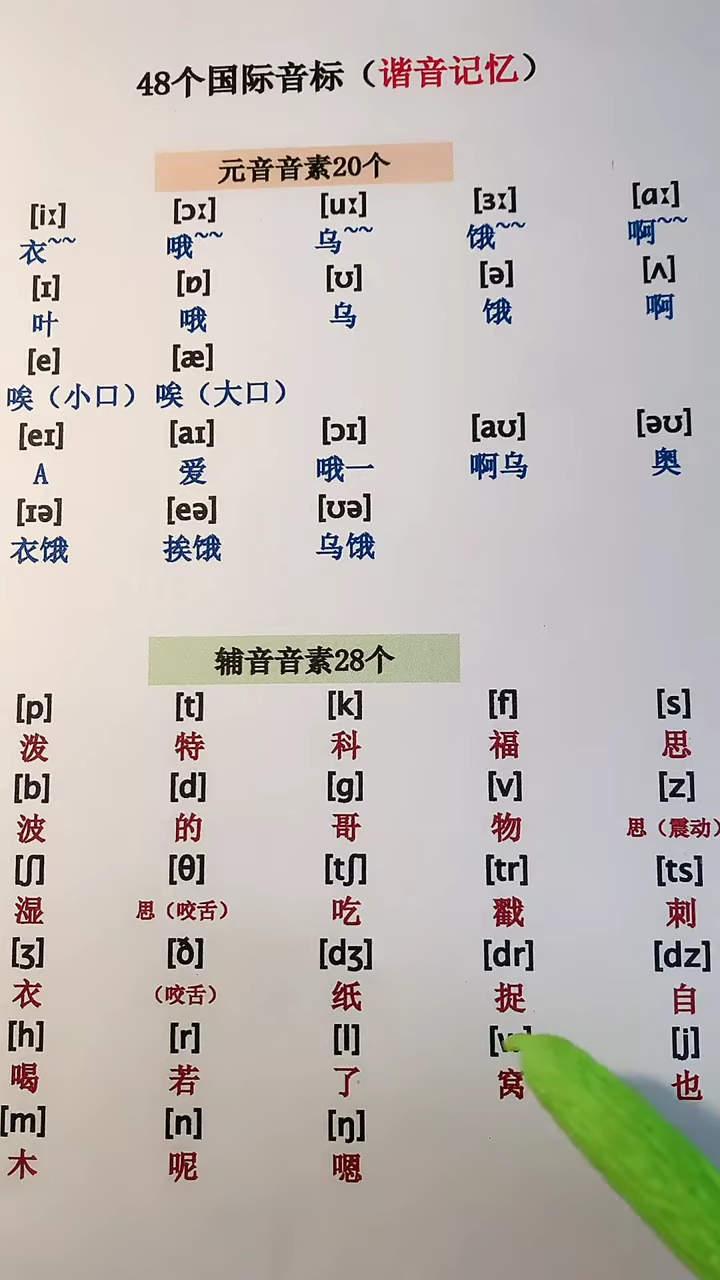 48个国际音标（谐音记忆）
元音音素20个
[iː] [ɔː] [uː] [ɜː] [ɑː]
衣~~ 哦~~ 乌~~ 饿~~ 啊~~
[ɪ] [ɒ] [ʊ] [ə] [ʌ]
叶 哦 乌 饿 啊
[e] [æ]
唉（小口） 唉（大口）
[eɪ] [aɪ] [ɔɪ] [aʊ] [əʊ]
A 爱 哦一 啊乌 奥
[ɪə] [eə] [ʊə]
衣饿 挨饿 乌饿
辅音音素28个
[p] [t] [k] [f] [s]
泼 特 科 福 思
[b] [d] [g] [v] [z]
波 的 哥 物 思（震动）
[ʃ] [θ] [tʃ] [tr] [ts]
湿 思（咬舌） 吃 戳 刺
[ʒ] [ð] [dʒ] [dr] [dz]
衣 （咬舌） 纸 捉 自
[h] [r] [l] [w] [j]
喝 若 了 窝 也
[m] [n] [ŋ]
木 呢 嗯